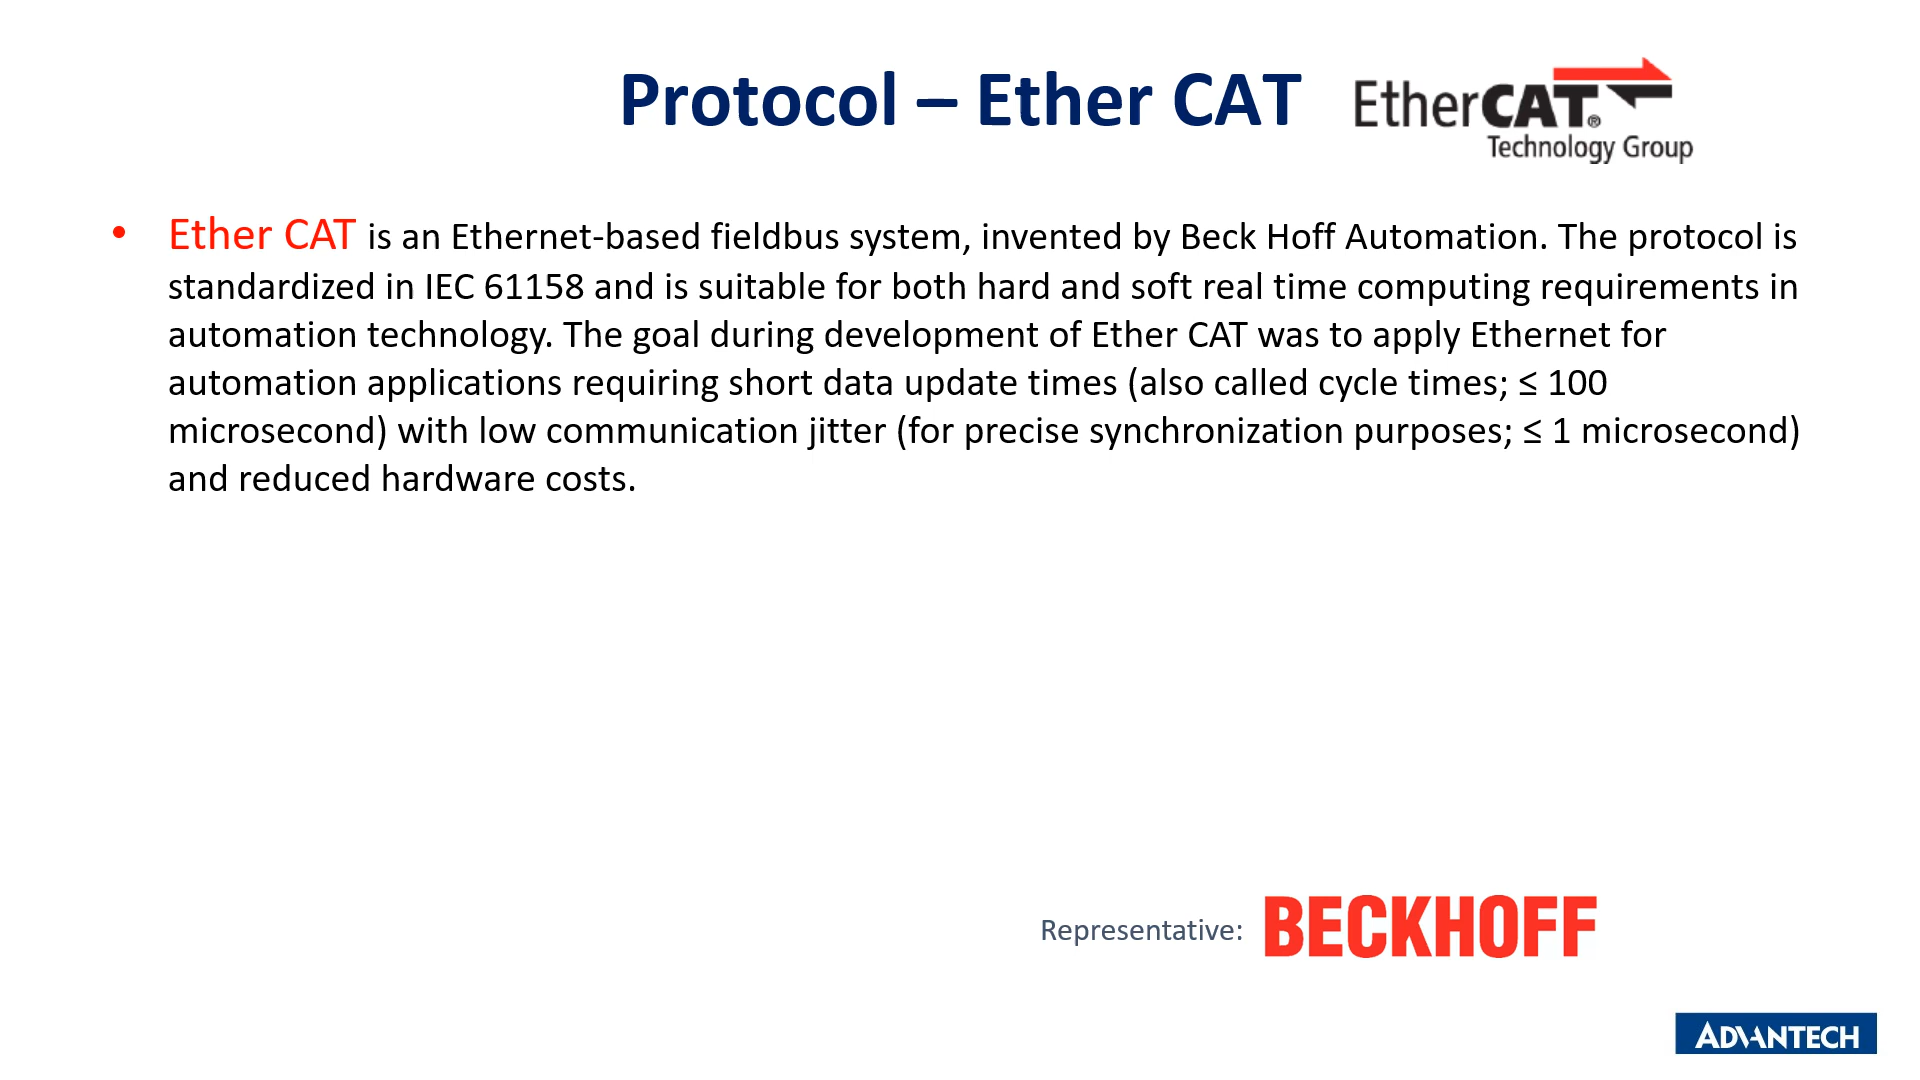 Protocol – Ether CAT
EtherCAT®
Technology Group
• Ether CAT is an Ethernet-based fieldbus system, invented by Beck Hoff Automation. The protocol is
standardized in IEC 61158 and is suitable for both hard and soft real time computing requirements in
automation technology. The goal during development of Ether CAT was to apply Ethernet for
automation applications requiring short data update times (also called cycle times; ≤ 100
microsecond) with low communication jitter (for precise synchronization purposes; ≤ 1 microsecond)
and reduced hardware costs.
Representative: BECKHOFF
ADVANTECH